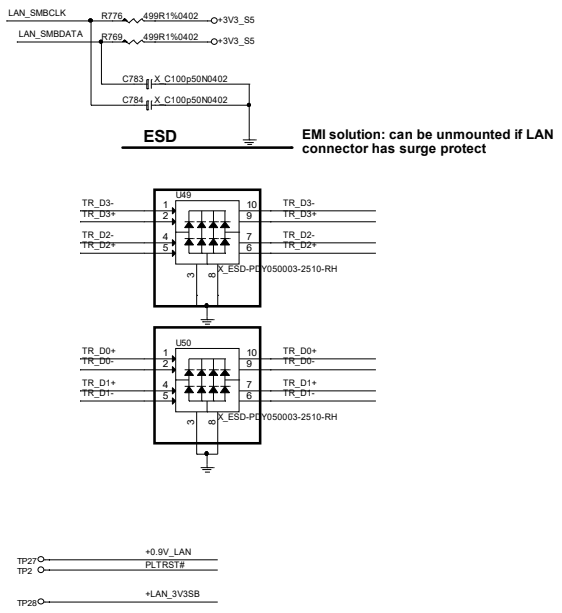 LAN_SMBCLK R776 499R1%0402 +3V3_S5
LAN_SMBDATA R769 499R1%0402 +3V3_S5
C783 X_C100p50N0402
C784 X_C100p50N0402
ESD
EMI solution: can be unmounted if LAN
connector has surge protect
U49
TR_D3- 1 10 TR_D3-
TR_D3+ 2 9 TR_D3+
TR_D2- 4 7 TR_D2-
TR_D2+ 5 6 TR_D2+
X_ESD-PDY050003-2510-RH
3 8
U50
TR_D0+ 1 10 TR_D0+
TR_D0- 2 9 TR_D0-
TR_D1+ 4 7 TR_D1+
TR_D1- 5 6 TR_D1-
X_ESD-PDY050003-2510-RH
3 8
TP27 +0.9V_LAN
TP2 PLTRST#
TP28 +LAN_3V3SB